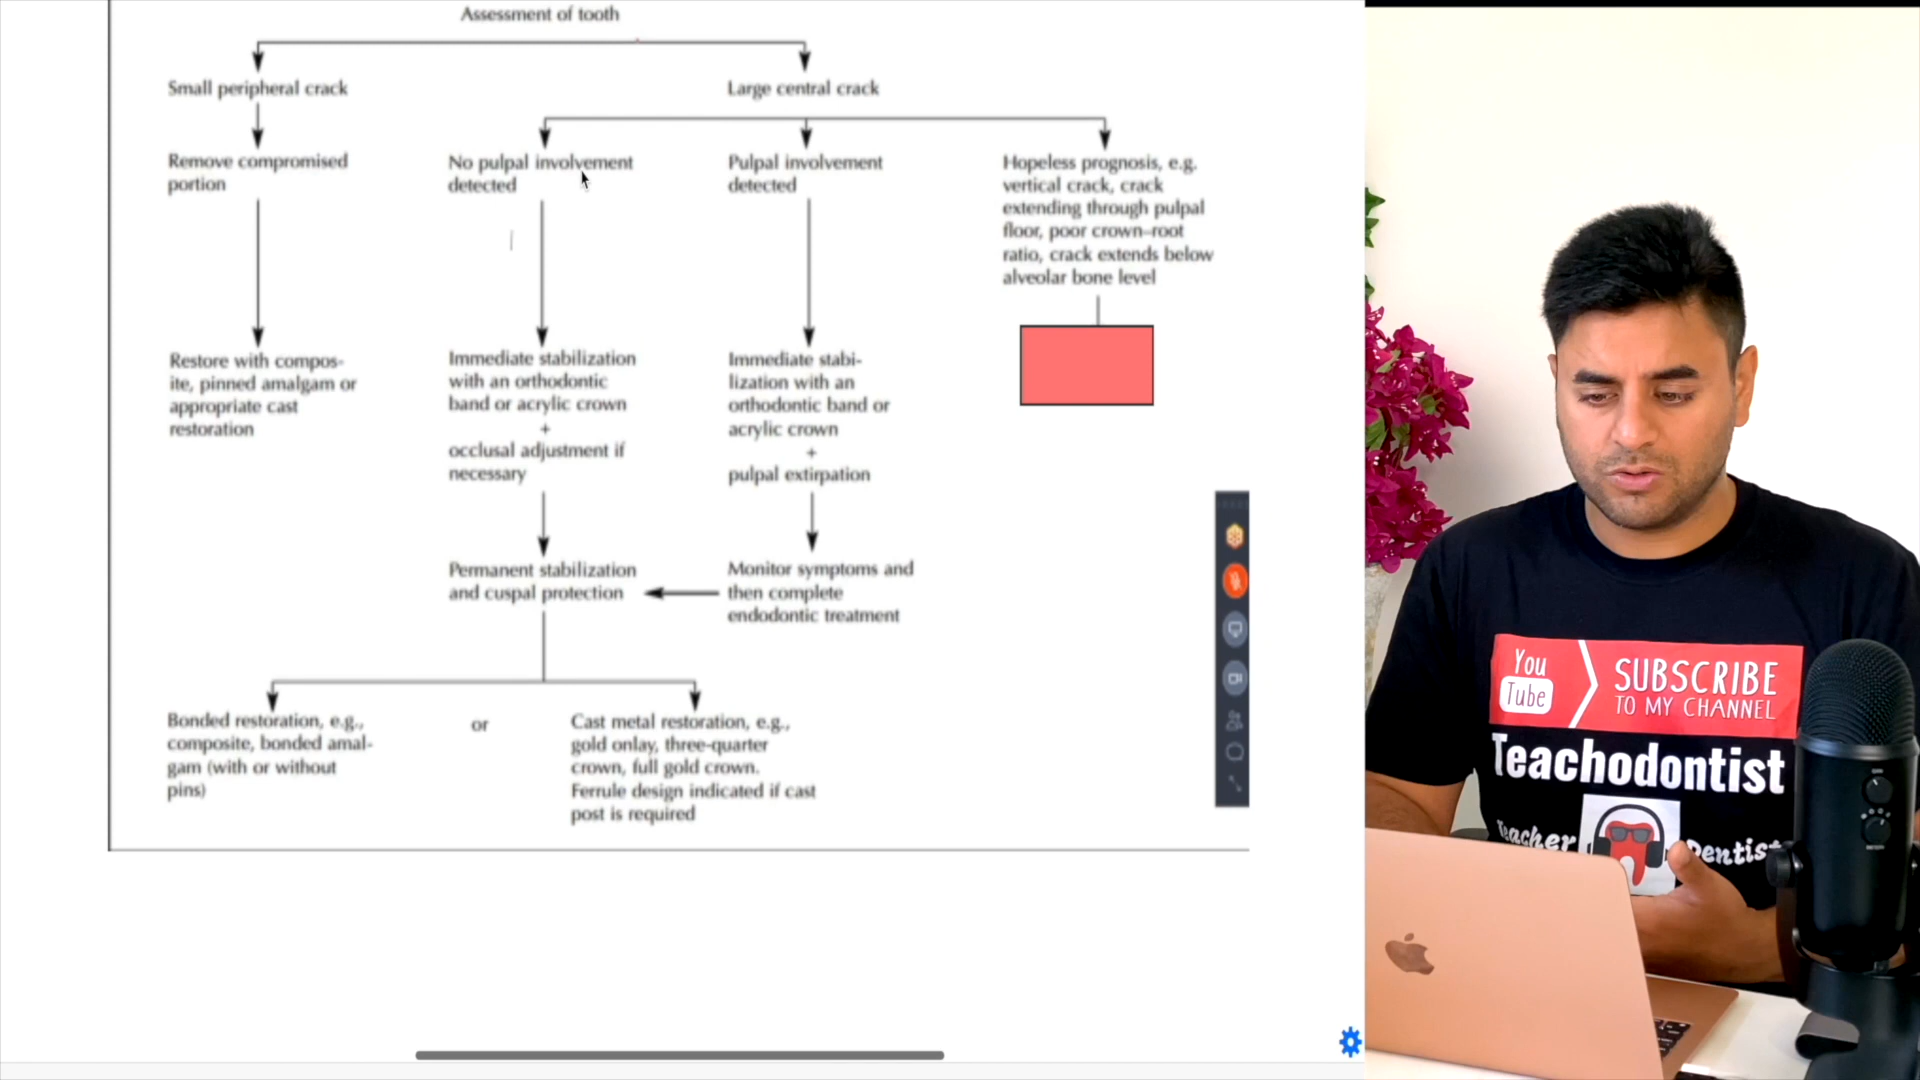 Assessment of tooth
Small peripheral crack
Large central crack
Remove compromised
portion
No pulpal involvement
detected
Pulpal involvement
detected
Hopeless prognosis, e.g.
vertical crack, crack
extending through pulpal
floor, poor crown–root
ratio, crack extends below
alveolar bone level
Restore with compos-
ite, pinned amalgam or
appropriate cast
restoration
Immediate stabilization
with an orthodontic
band or acrylic crown
+
occlusal adjustment if
necessary
Immediate stabi-
lization with an
orthodontic band or
acrylic crown
+
pulpal extirpation
Permanent stabilization
and cuspal protection
Monitor symptoms and
then complete
endodontic treatment
Bonded restoration, e.g.,
composite, bonded amal-
gam (with or without
pins)
or
Cast metal restoration, e.g.,
gold onlay, three-quarter
crown, full gold crown.
Ferrule design indicated if cast
post is required
You
Tube
SUBSCRIBE
TO MY CHANNEL
Teachodontist
Teacher
Dentist